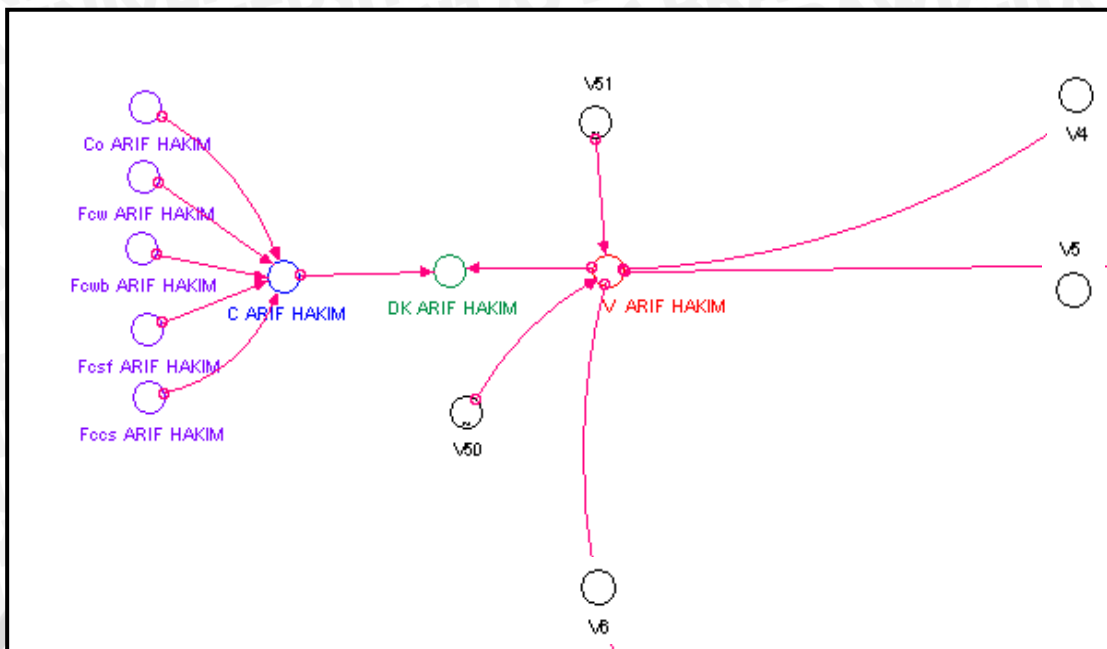 V51
Co ARIF HAKIM
V4
Fcw ARIF HAKIM
V5
Fcwb ARIF HAKIM
C ARIF HAKIM
DK ARIF HAKIM
V ARIF HAKIM
Fcsf ARIF HAKIM
Fccs ARIF HAKIM
V50
V6